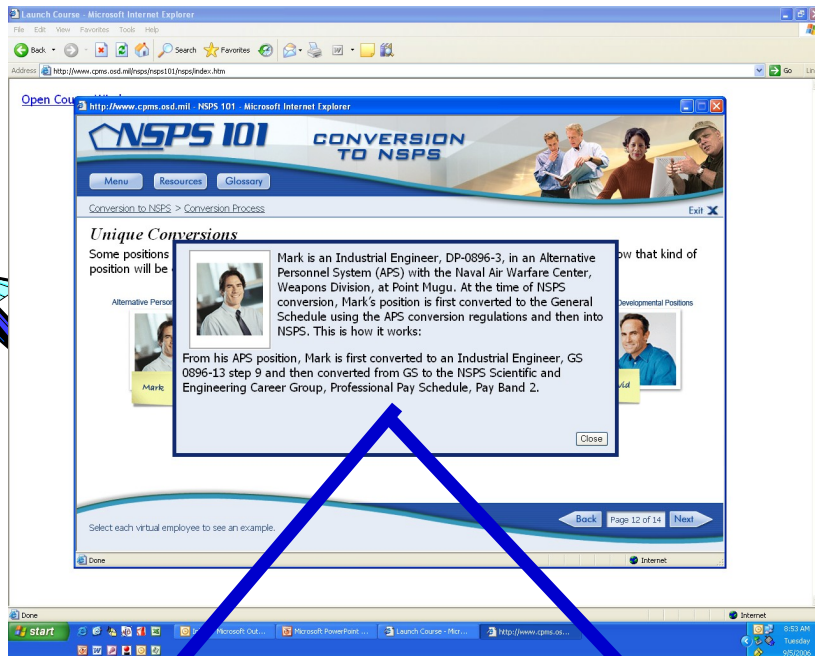 Launch Course - Microsoft Internet Explorer
File Edit View Favorites Tools Help
Back Search Favorites
Address http://www.cpms.osd.mil/nsps/nsps101/nsps/index.htm Go
Open Cou
http://www.cpms.osd.mil - NSPS 101 - Microsoft Internet Explorer
NSPS 101
CONVERSION
TO NSPS
Menu Resources Glossary
Conversion to NSPS > Conversion Process Exit X
Unique Conversions
Some positions ow that kind of
position will be
Alternative Person Developmental Positions
Mark vid
Mark is an Industrial Engineer, DP-0896-3, in an Alternative
Personnel System (APS) with the Naval Air Warfare Center,
Weapons Division, at Point Mugu. At the time of NSPS
conversion, Mark's position is first converted to the General
Schedule using the APS conversion regulations and then into
NSPS. This is how it works:
From his APS position, Mark is first converted to an Industrial Engineer, GS
0896-13 step 9 and then converted from GS to the NSPS Scientific and
Engineering Career Group, Professional Pay Schedule, Pay Band 2.
Close
Select each virtual employee to see an example.
Back Page 12 of 14 Next
Done Internet
Done Internet
start Microsoft Out... Microsoft PowerPoint ... Launch Course - Micr... http://www.cpms.os...
8:53 AM
Tuesday
9/5/2006